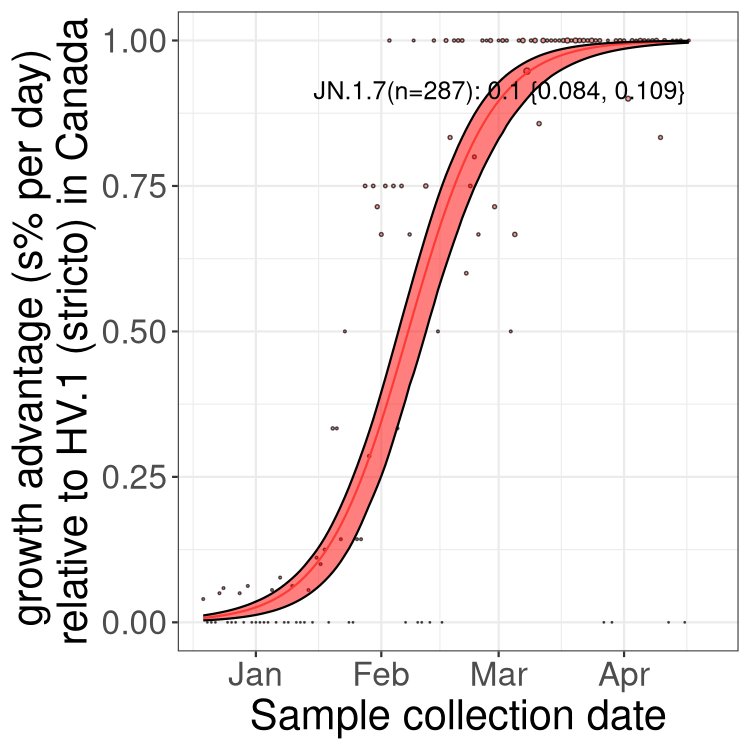 growth advantage (s% per day)
relative to HV.1 (stricto) in Canada
1.00
0.75
0.50
0.25
0.00
JN.1.7(n=287): 0.1 {0.084, 0.109}
Jan Feb Mar Apr
Sample collection date